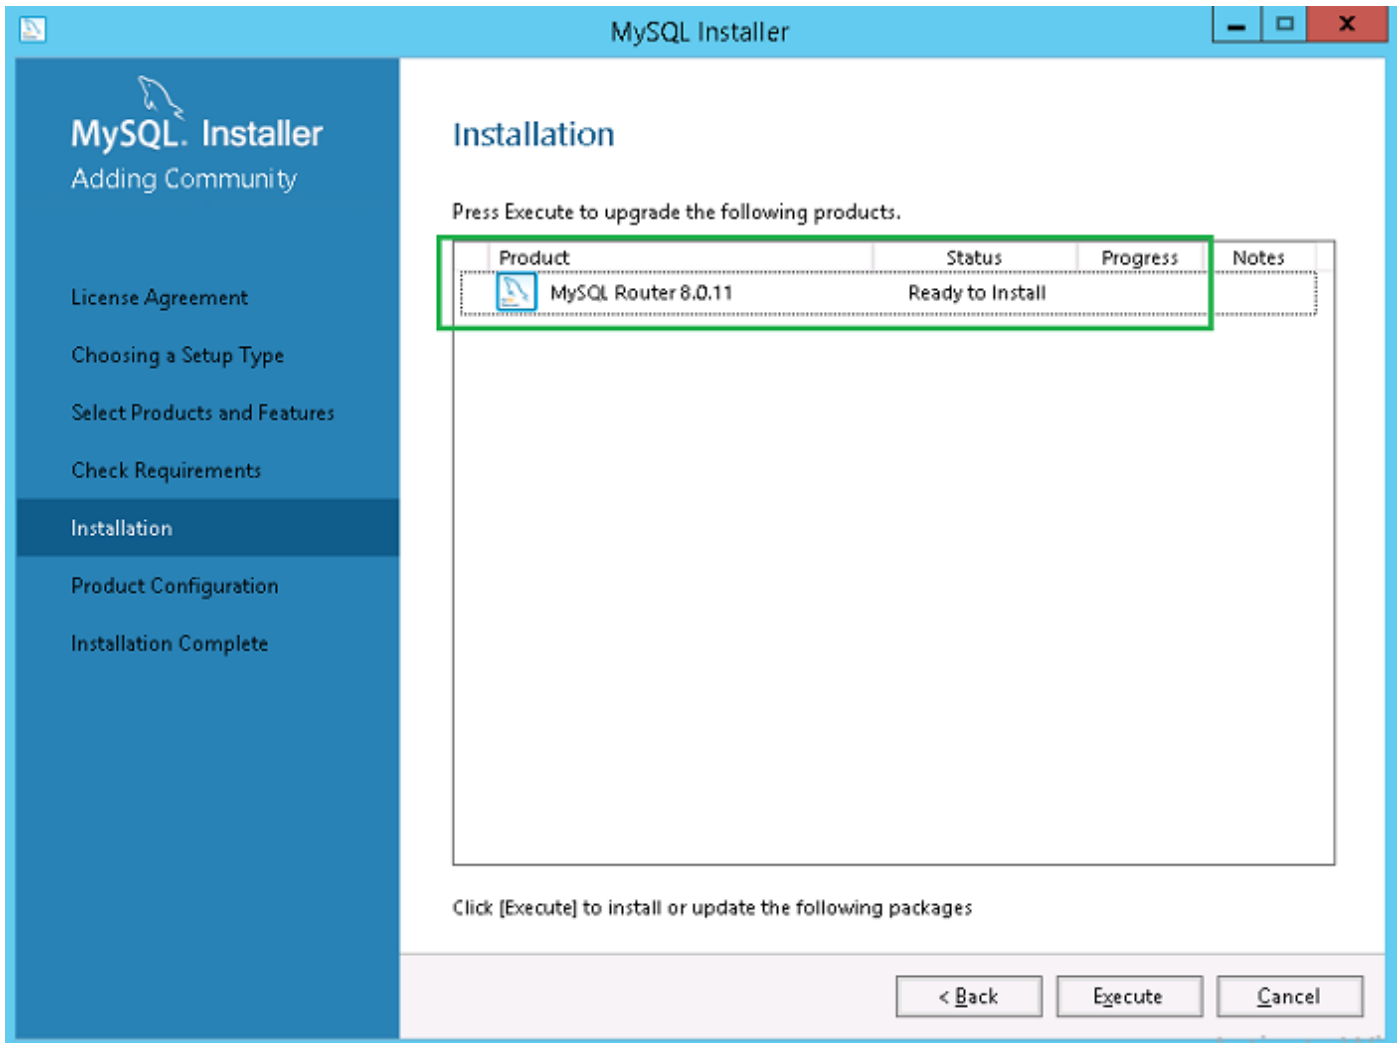 MySQL Installer
MySQL. Installer
Adding Community
License Agreement
Choosing a Setup Type
Select Products and Features
Check Requirements
Installation
Product Configuration
Installation Complete
Installation
Press Execute to upgrade the following products.
Product Status Progress Notes
MySQL Router 8.0.11 Ready to Install
Click [Execute] to install or update the following packages
< Back Execute Cancel